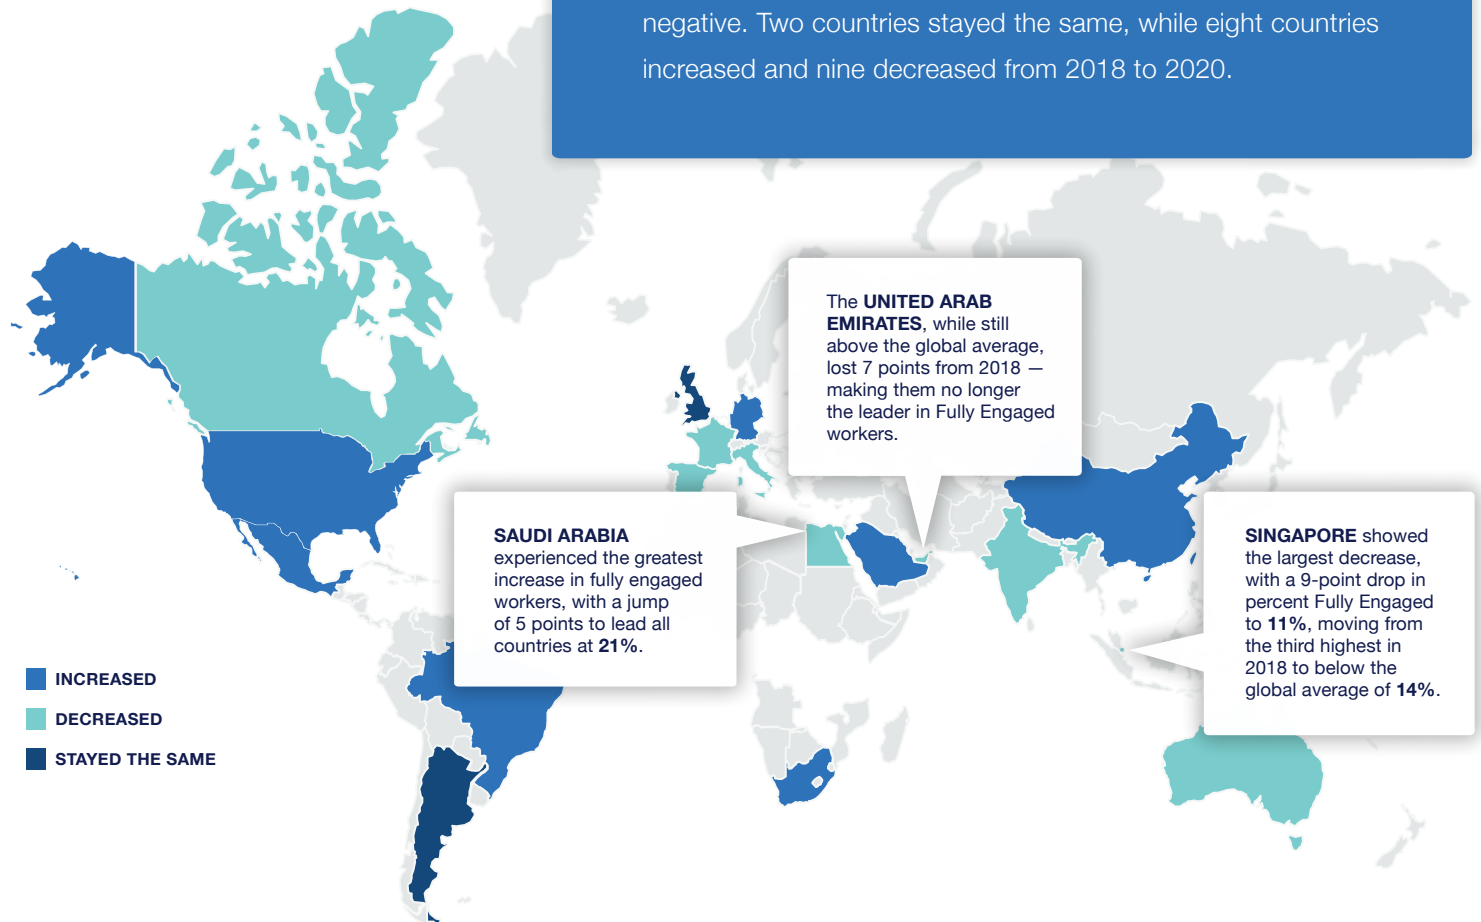 negative. Two countries stayed the same, while eight countries
increased and nine decreased from 2018 to 2020.
The UNITED ARAB
EMIRATES, while still
above the global average,
lost 7 points from 2018 —
making them no longer
the leader in Fully Engaged
workers.
SAUDI ARABIA
experienced the greatest
increase in fully engaged
workers, with a jump
of 5 points to lead all
countries at 21%.
SINGAPORE showed
the largest decrease,
with a 9-point drop in
percent Fully Engaged
to 11%, moving from
the third highest in
2018 to below the
global average of 14%.
INCREASED
DECREASED
STAYED THE SAME